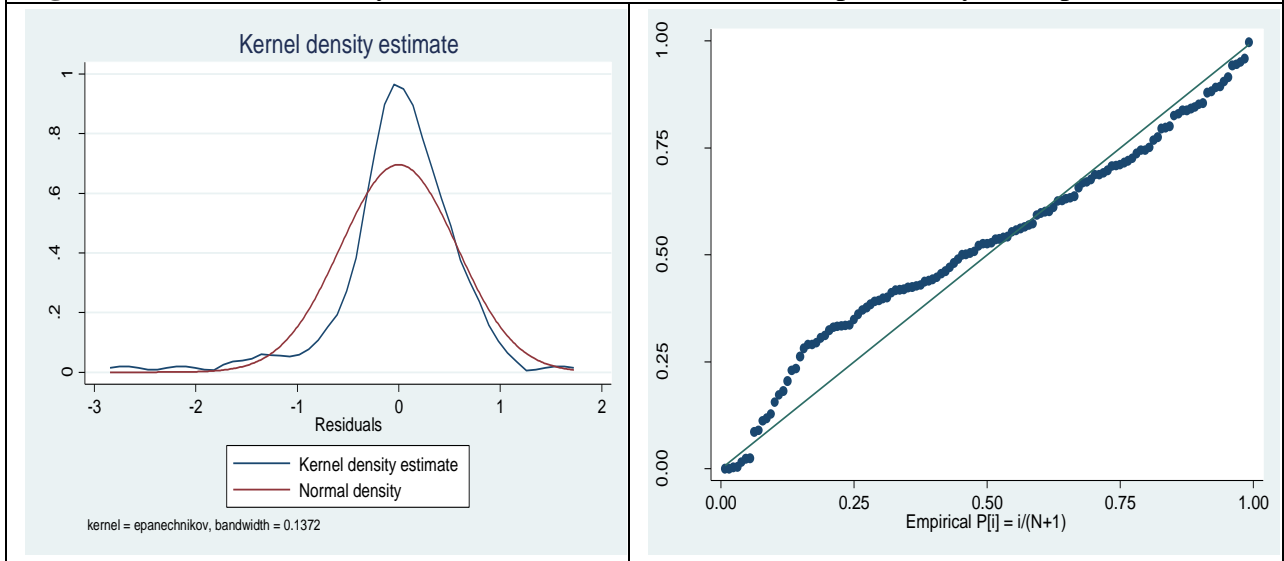 Kernel density estimate
1
.8
.6
.4
.2
0
-3 -2 -1 0 1 2
Residuals
Kernel density estimate
Normal density
kernel = epanechnikov, bandwidth = 0.1372
1.00
0.75
0.50
0.25
0.00
0.00 0.25 0.50 0.75 1.00
Empirical P[i] = i/(N+1)